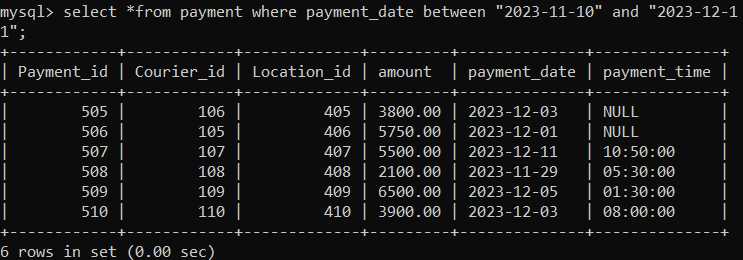 mysql> select *from payment where payment_date between "2023-11-10" and "2023-12-1
1";
+------------+------------+-------------+---------+--------------+--------------+
| Payment_id | Courier_id | Location_id | amount  | payment_date | payment_time |
+------------+------------+-------------+---------+--------------+--------------+
|        505 |        106 |         405 | 3800.00 | 2023-12-03   | NULL         |
|        506 |        105 |         406 | 5750.00 | 2023-12-01   | NULL         |
|        507 |        107 |         407 | 5500.00 | 2023-12-11   | 10:50:00     |
|        508 |        108 |         408 | 2100.00 | 2023-11-29   | 05:30:00     |
|        509 |        109 |         409 | 6500.00 | 2023-12-05   | 01:30:00     |
|        510 |        110 |         410 | 3900.00 | 2023-12-03   | 08:00:00     |
+------------+------------+-------------+---------+--------------+--------------+
6 rows in set (0.00 sec)